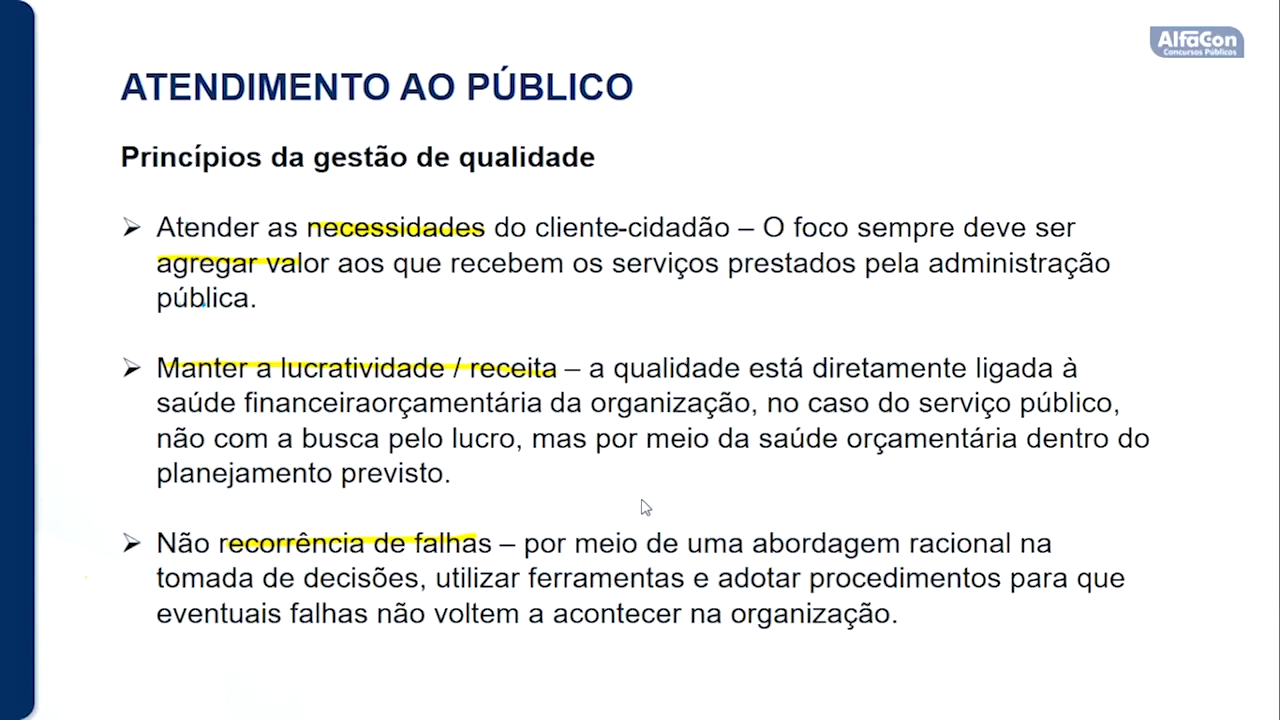 AlfaCon
Concursos Públicos
ATENDIMENTO AO PÚBLICO
Princípios da gestão de qualidade
➢ Atender as necessidades do cliente-cidadão – O foco sempre deve ser
agregar valor aos que recebem os serviços prestados pela administração
pública.
➢ Manter a lucratividade / receita – a qualidade está diretamente ligada à
saúde financeiraorçamentária da organização, no caso do serviço público,
não com a busca pelo lucro, mas por meio da saúde orçamentária dentro do
planejamento previsto.
➢ Não recorrência de falhas – por meio de uma abordagem racional na
tomada de decisões, utilizar ferramentas e adotar procedimentos para que
eventuais falhas não voltem a acontecer na organização.